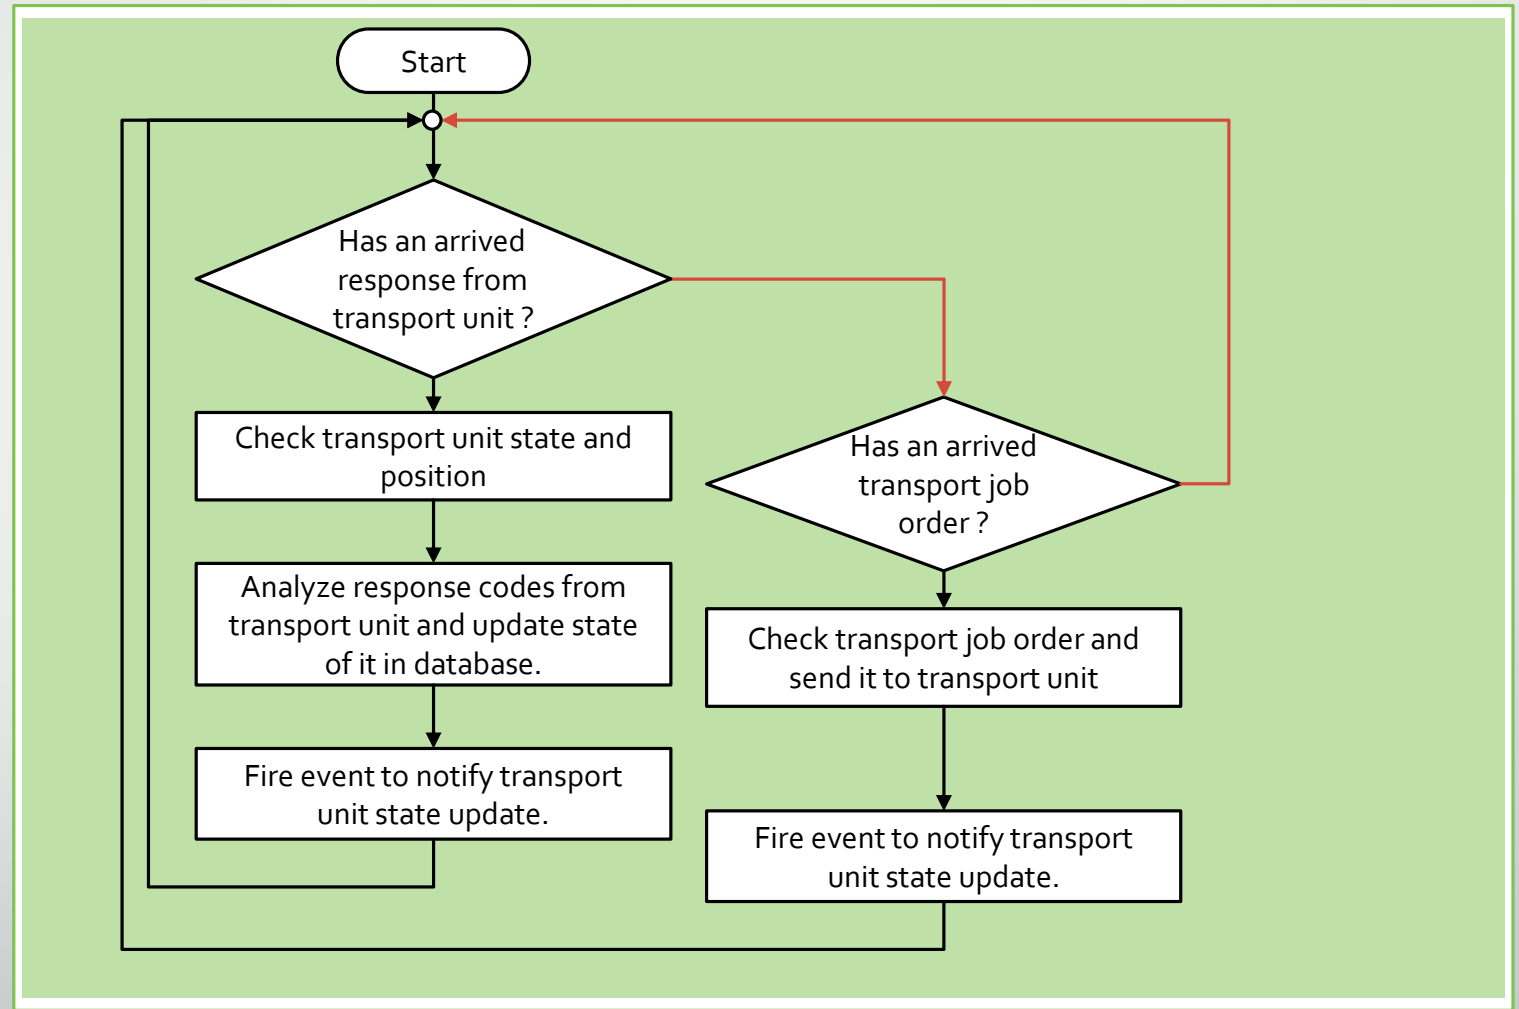 Start
Has an arrived
response from
transport unit ?
Check transport unit state and
position
Analyze response codes from
transport unit and update state
of it in database.
Fire event to notify transport
unit state update.
Has an arrived
transport job
order ?
Check transport job order and
send it to transport unit
Fire event to notify transport
unit state update.